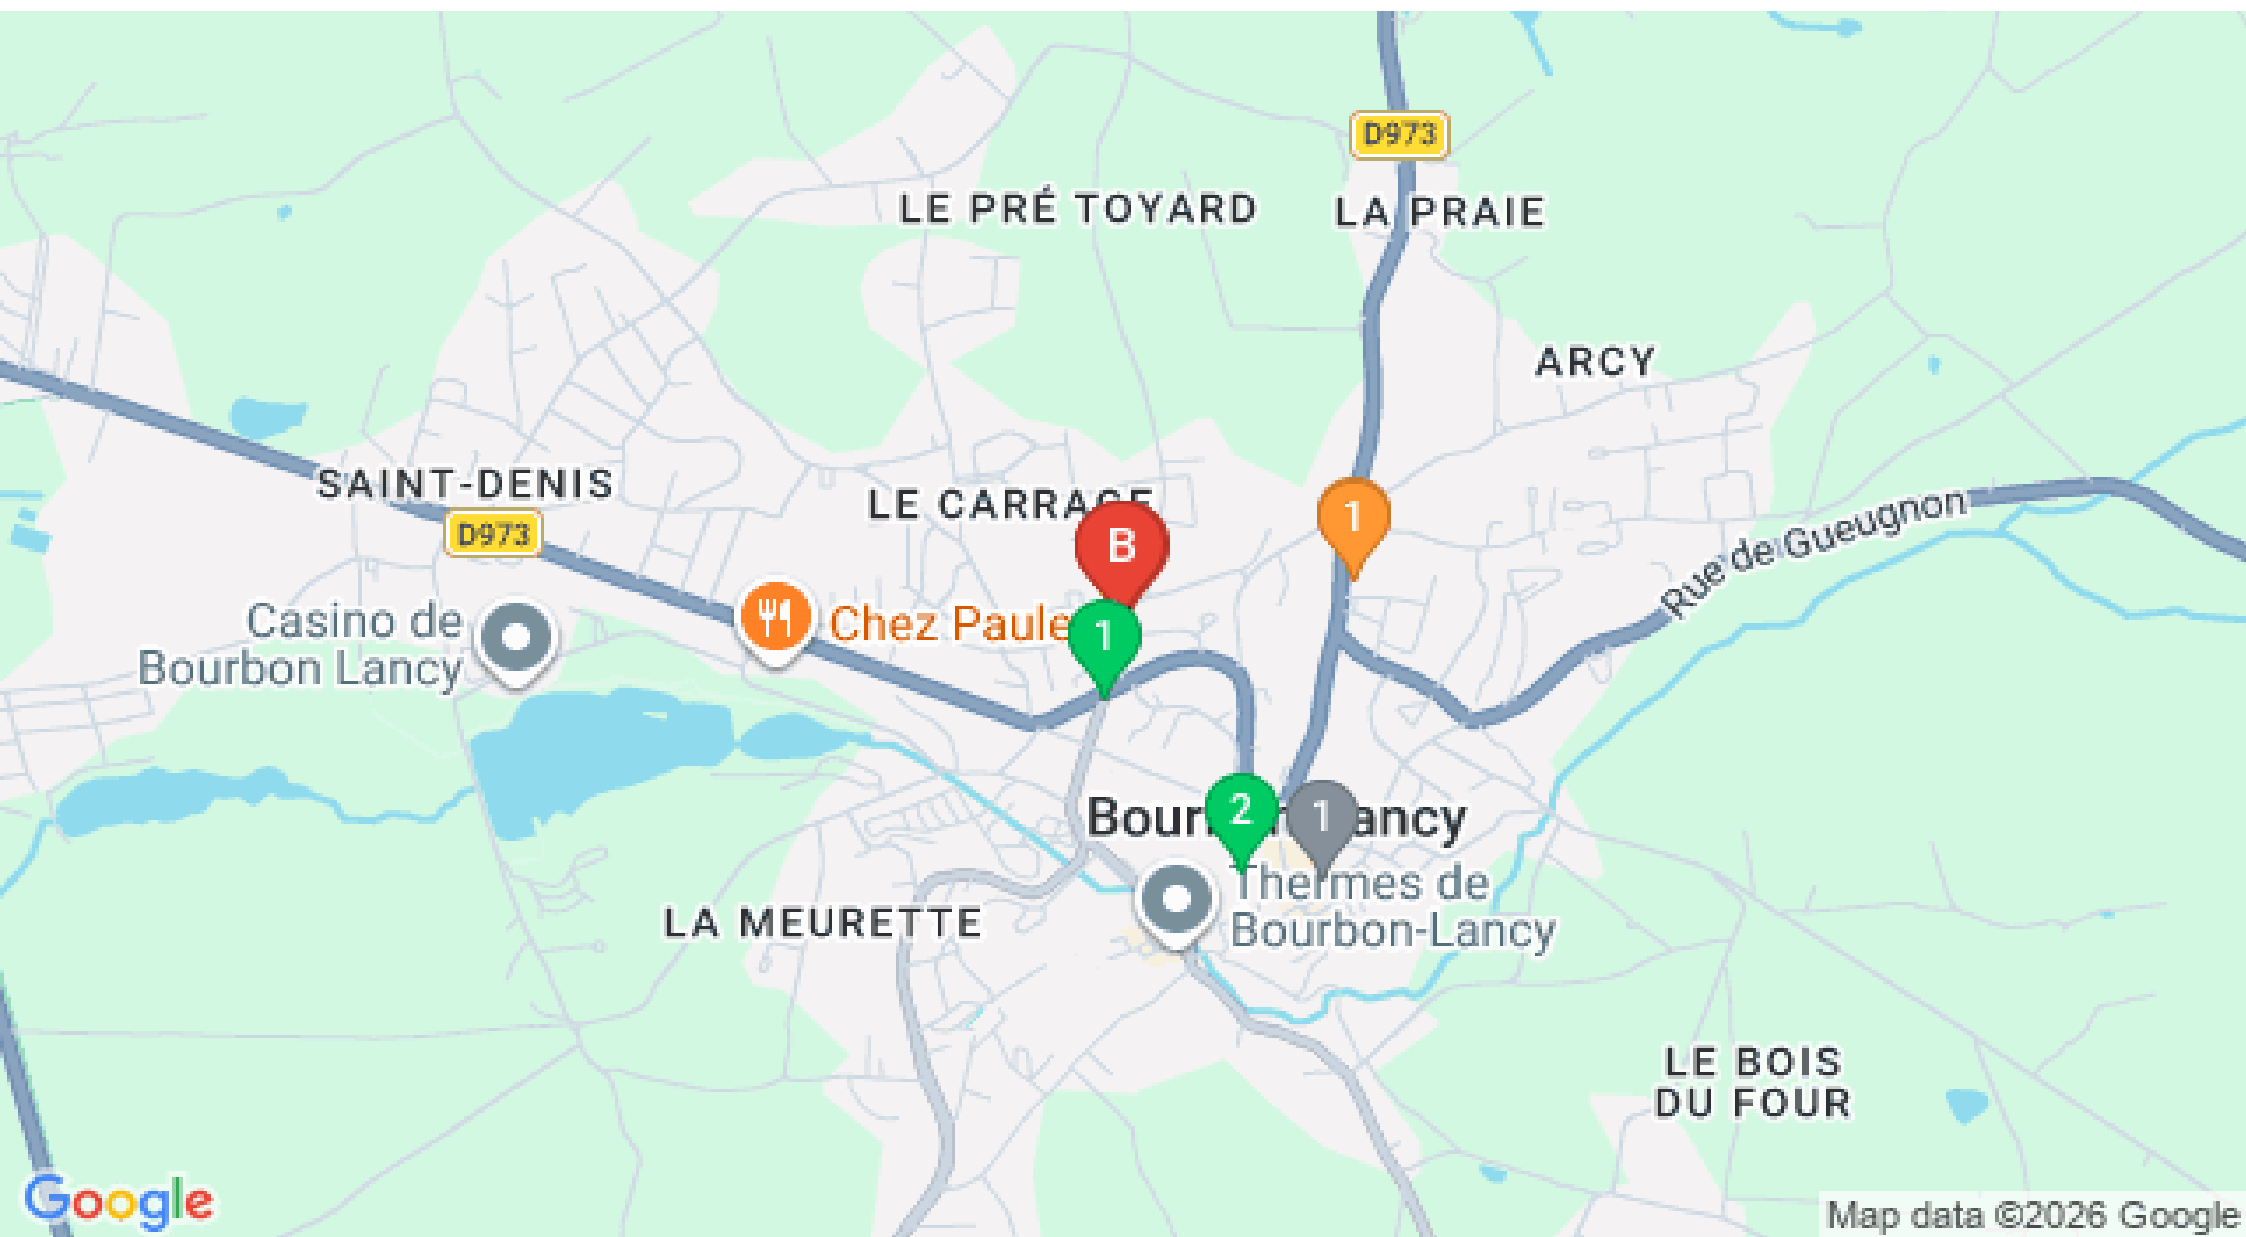 D973
LE PRÉ TOYARD
LA PRAIE
ARCY
SAINT-DENIS
LE CARRAGE
D973
Rue de Gueugnon
1
B
Casino de
Bourbon Lancy
Chez Paule
1
2
1
Bourbon-Lancy
Thermes de
Bourbon-Lancy
LA MEURETTE
LE BOIS
DU FOUR
Google
Map data ©2026 Google